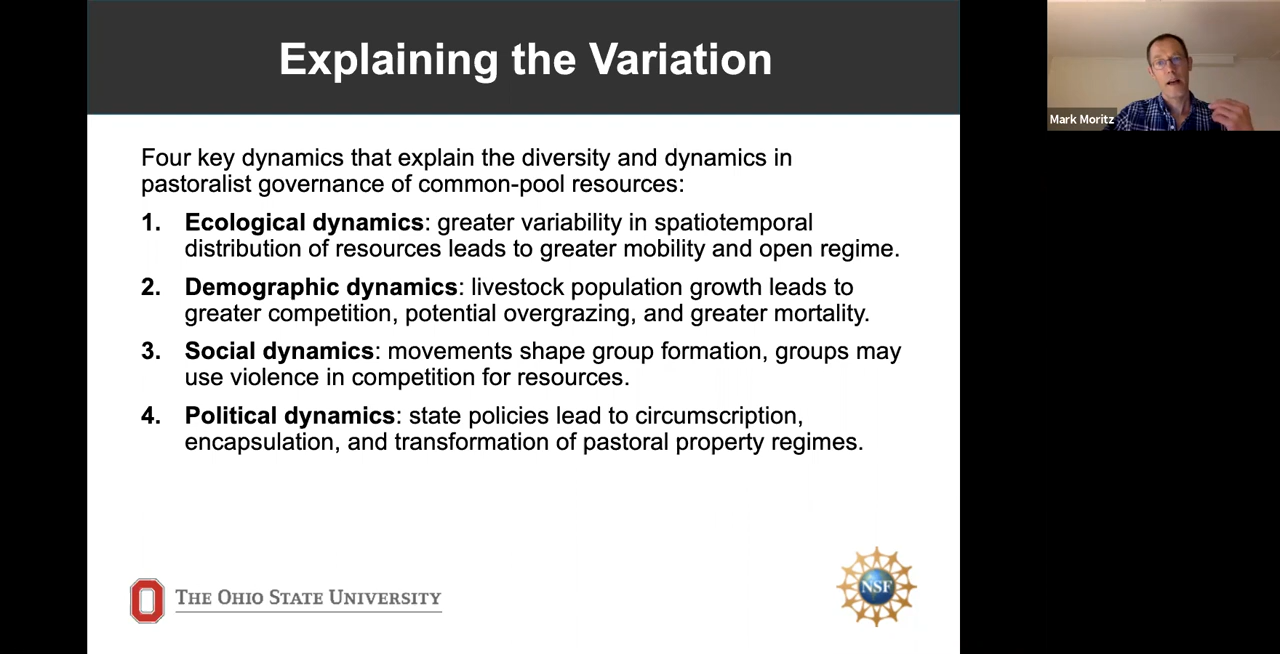 Explaining the Variation
Mark Moritz
Four key dynamics that explain the diversity and dynamics in
pastoralist governance of common-pool resources:
1. Ecological dynamics: greater variability in spatiotemporal
distribution of resources leads to greater mobility and open regime.
2. Demographic dynamics: livestock population growth leads to
greater competition, potential overgrazing, and greater mortality.
3. Social dynamics: movements shape group formation, groups may
use violence in competition for resources.
4. Political dynamics: state policies lead to circumscription,
encapsulation, and transformation of pastoral property regimes.
THE OHIO STATE UNIVERSITY
NSF